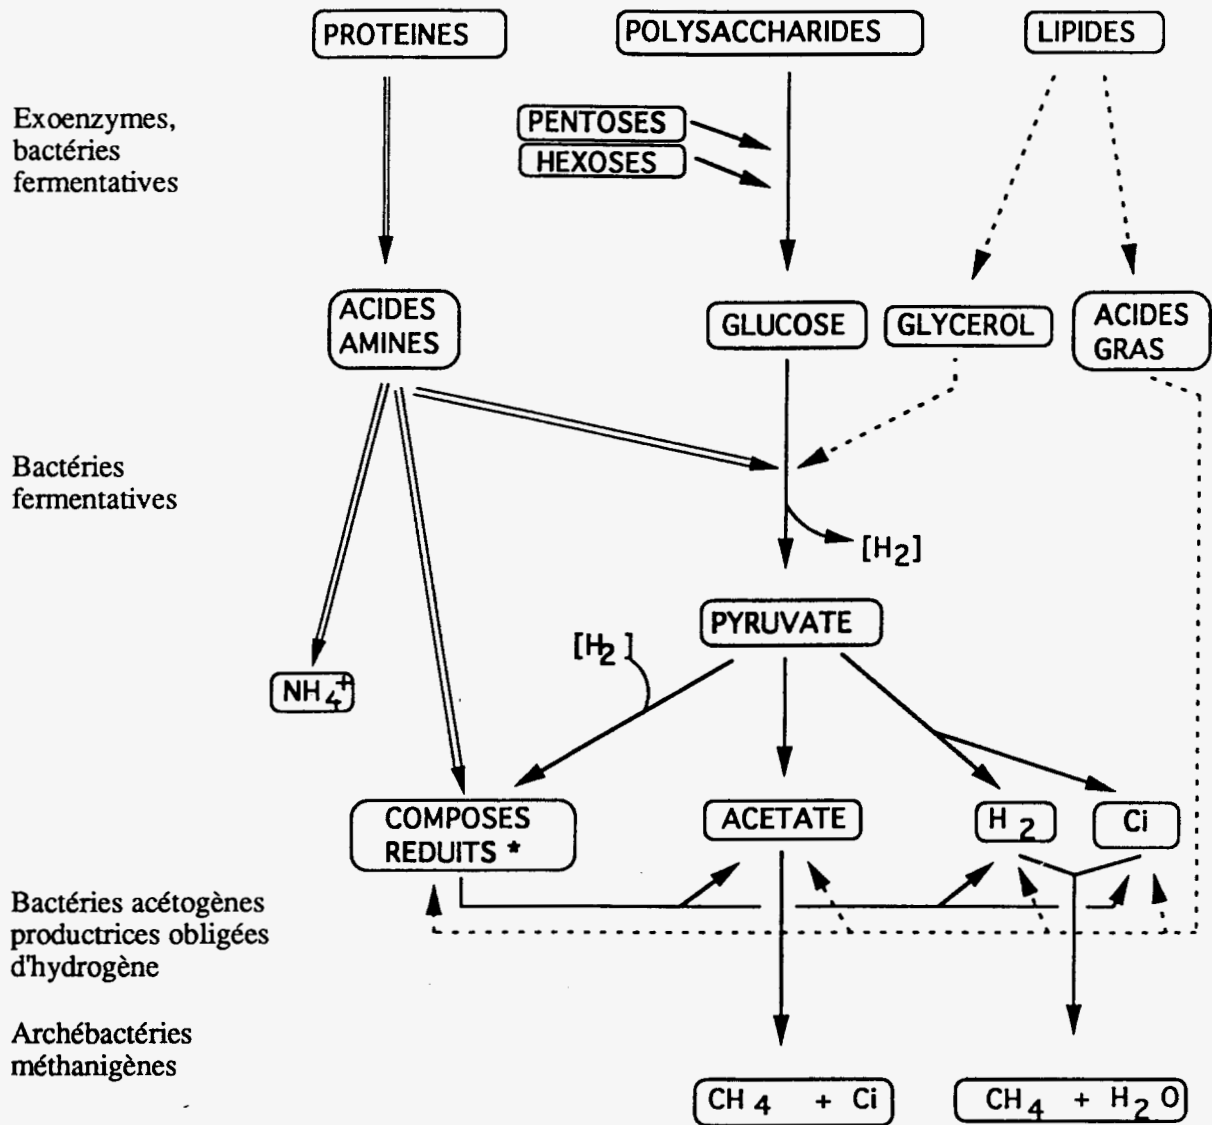 PROTEINES
POLYSACCHARIDES
LIPIDES
Exoenzymes,
bactéries
fermentatives
PENTOSES
HEXOSES
ACIDES
AMINES
GLUCOSE
GLYCEROL
ACIDES
GRAS
Bactéries
fermentatives
[H2]
PYRUVATE
[H2]
NH4+
COMPOSES
REDUITS *
ACETATE
H2
Ci
Bactéries acétogènes
productrices obligées
d'hydrogène
Archébactéries
méthanigènes
CH4 + Ci
CH4 + H2O